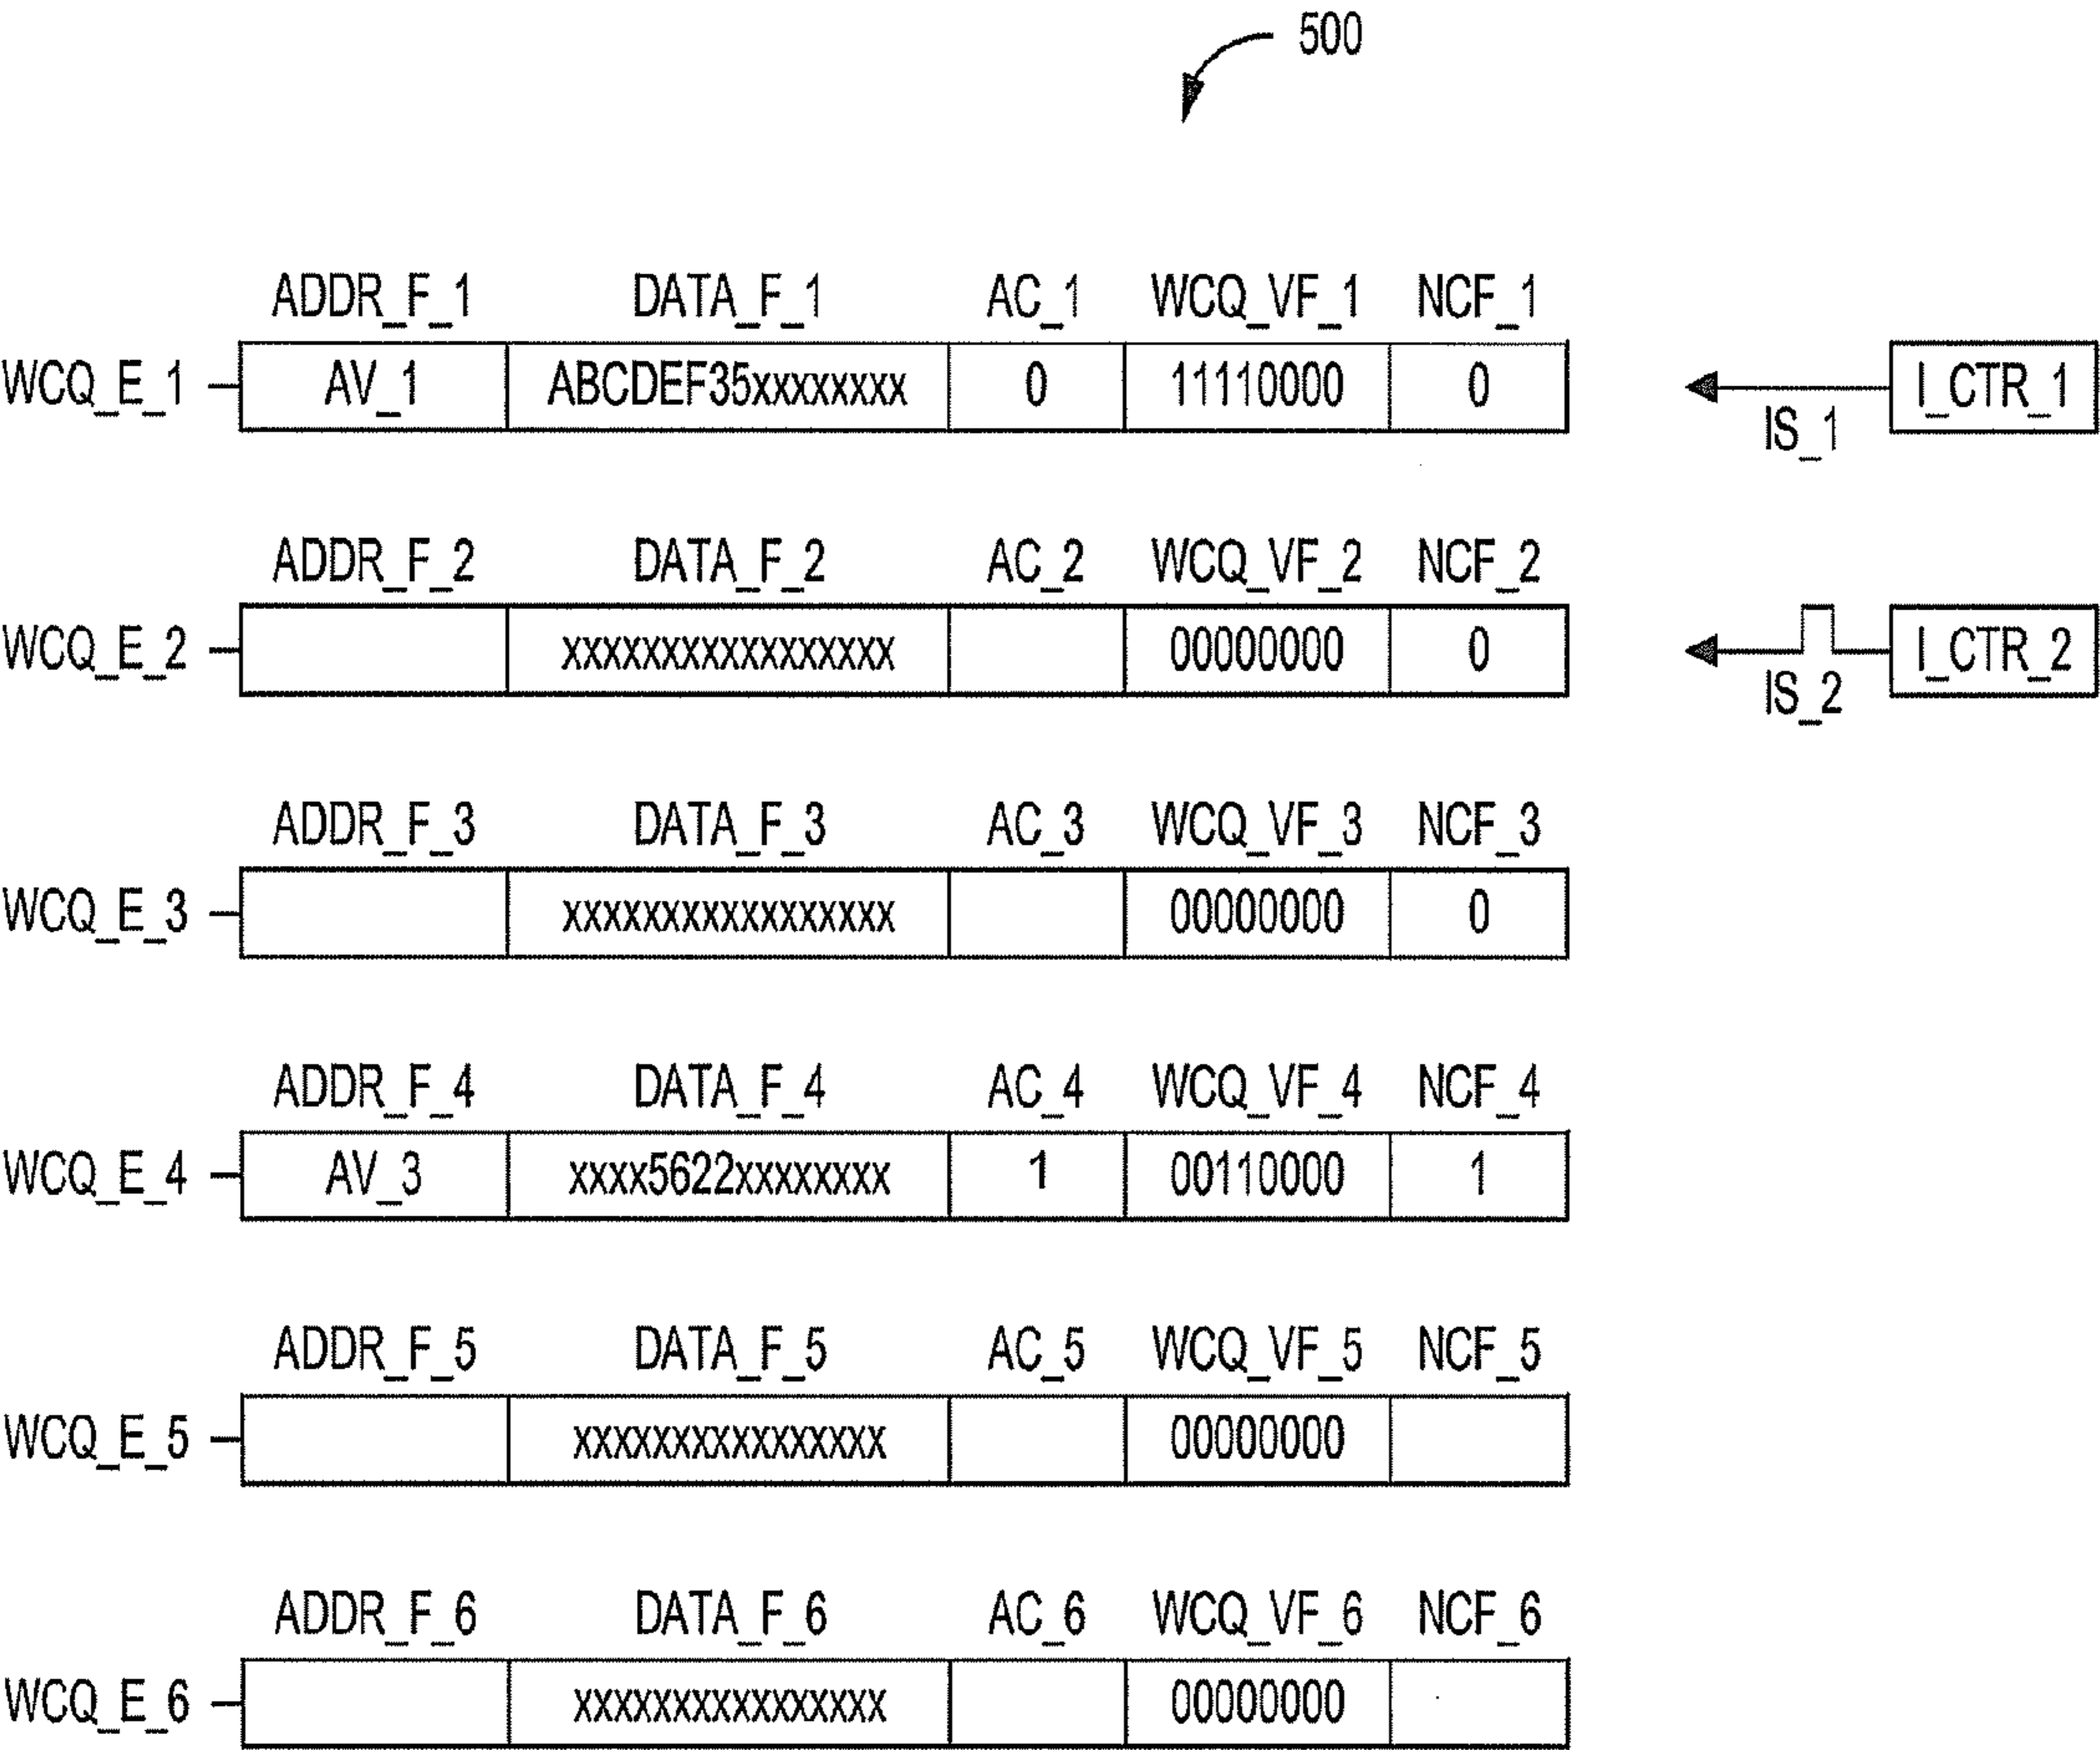 500
ADDR_F_1 DATA_F_1 AC_1 WCQ_VF_1 NCF_1
WCQ_E_1 AV_1 ABCDEF35xxxxxxxx 0 11110000 0 IS_1 I_CTR_1
ADDR_F_2 DATA_F_2 AC_2 WCQ_VF_2 NCF_2
WCQ_E_2 xxxxxxxxxxxxxxxxx 00000000 0 IS_2 I_CTR_2
ADDR_F_3 DATA_F_3 AC_3 WCQ_VF_3 NCF_3
WCQ_E_3 xxxxxxxxxxxxxxxxx 00000000 0
ADDR_F_4 DATA_F_4 AC_4 WCQ_VF_4 NCF_4
WCQ_E_4 AV_3 xxxx5622xxxxxxxx 1 00110000 1
ADDR_F_5 DATA_F_5 AC_5 WCQ_VF_5 NCF_5
WCQ_E_5 xxxxxxxxxxxxxxxx 00000000
ADDR_F_6 DATA_F_6 AC_6 WCQ_VF_6 NCF_6
WCQ_E_6 xxxxxxxxxxxxxxxx 00000000